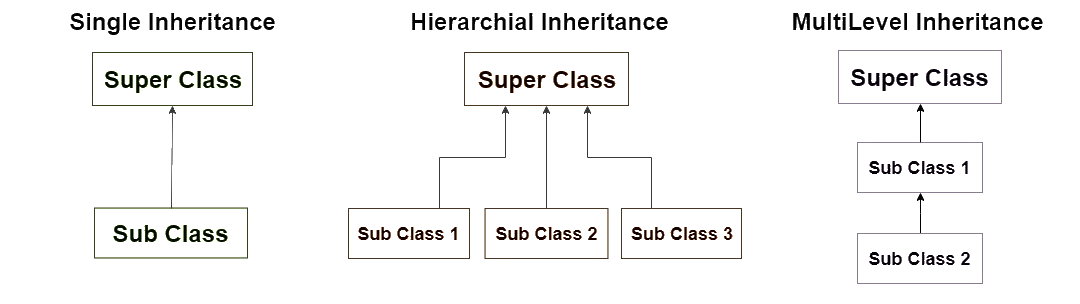 Single Inheritance
Super Class
Sub Class
Hierarchial Inheritance
Super Class
Sub Class 1
Sub Class 2
Sub Class 3
MultiLevel Inheritance
Super Class
Sub Class 1
Sub Class 2